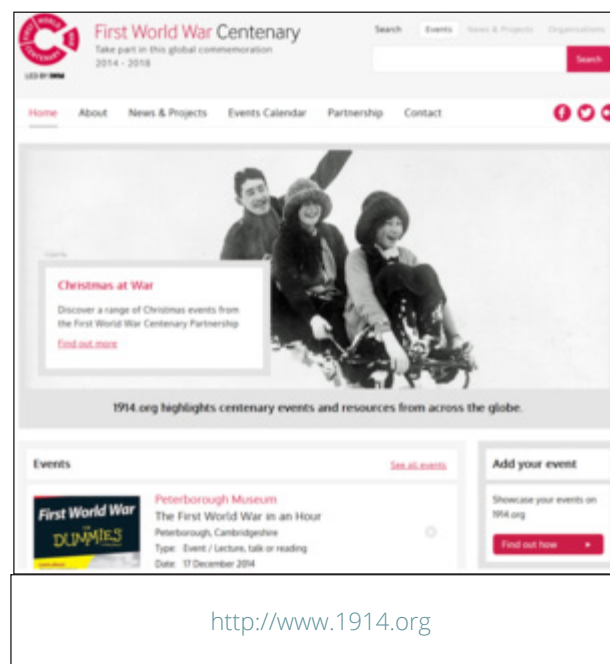 FIRST WORLD WAR
CENTENARY
LED BY IWM
First World War Centenary
Take part in this global commemoration
2014 - 2018
Search Events News & Projects Organisations
Search
Home About News & Projects Events Calendar Partnership Contact
Christmas at War
Discover a range of Christmas events from
the First World War Centenary Partnership
Find out more
1914.org highlights centenary events and resources from across the globe.
Events
See all events
First World War
FOR
DUMMIES
Peterborough Museum
The First World War in an Hour
Peterborough, Cambridgeshire
Type: Event / Lecture, talk or reading
Date: 17 December 2014
Add your event
Showcase your events on
1914.org
Find out how
http://www.1914.org